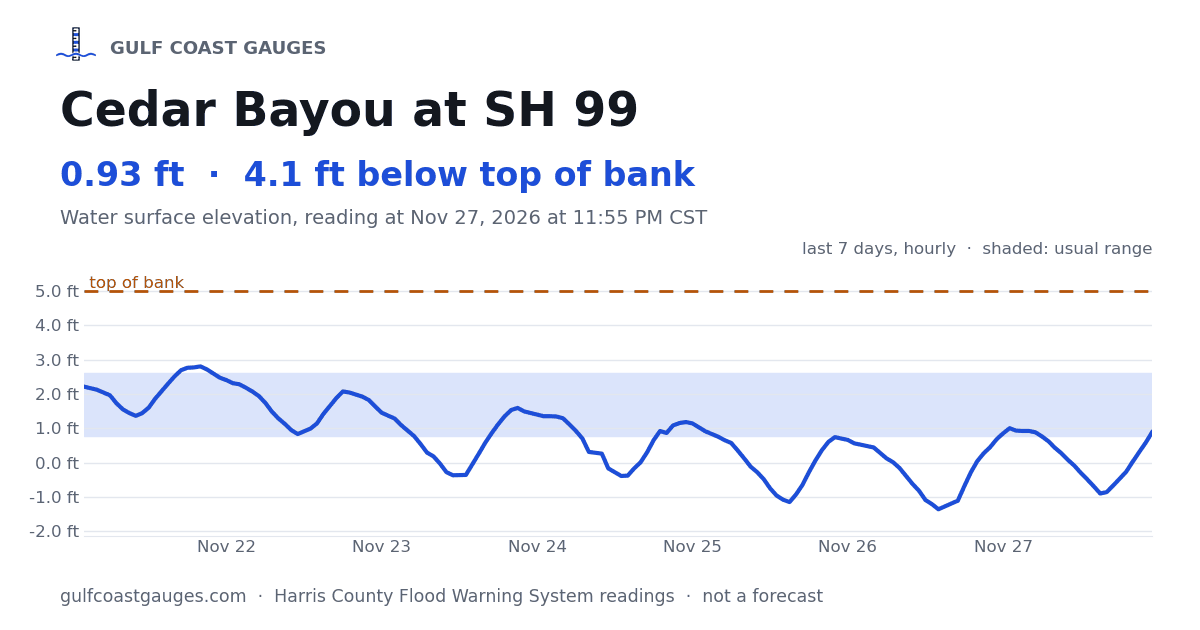 GULF COAST GAUGES
Cedar Bayou at SH 99
0.93 ft · 4.1 ft below top of bank
Water surface elevation, reading at Nov 27, 2026 at 11:55 PM CST
last 7 days, hourly · shaded: usual range
top of bank
5.0 ft
4.0 ft
3.0 ft
2.0 ft
1.0 ft
0.0 ft
-1.0 ft
-2.0 ft
Nov 22 Nov 23 Nov 24 Nov 25 Nov 26 Nov 27
gulfcoastgauges.com · Harris County Flood Warning System readings · not a forecast